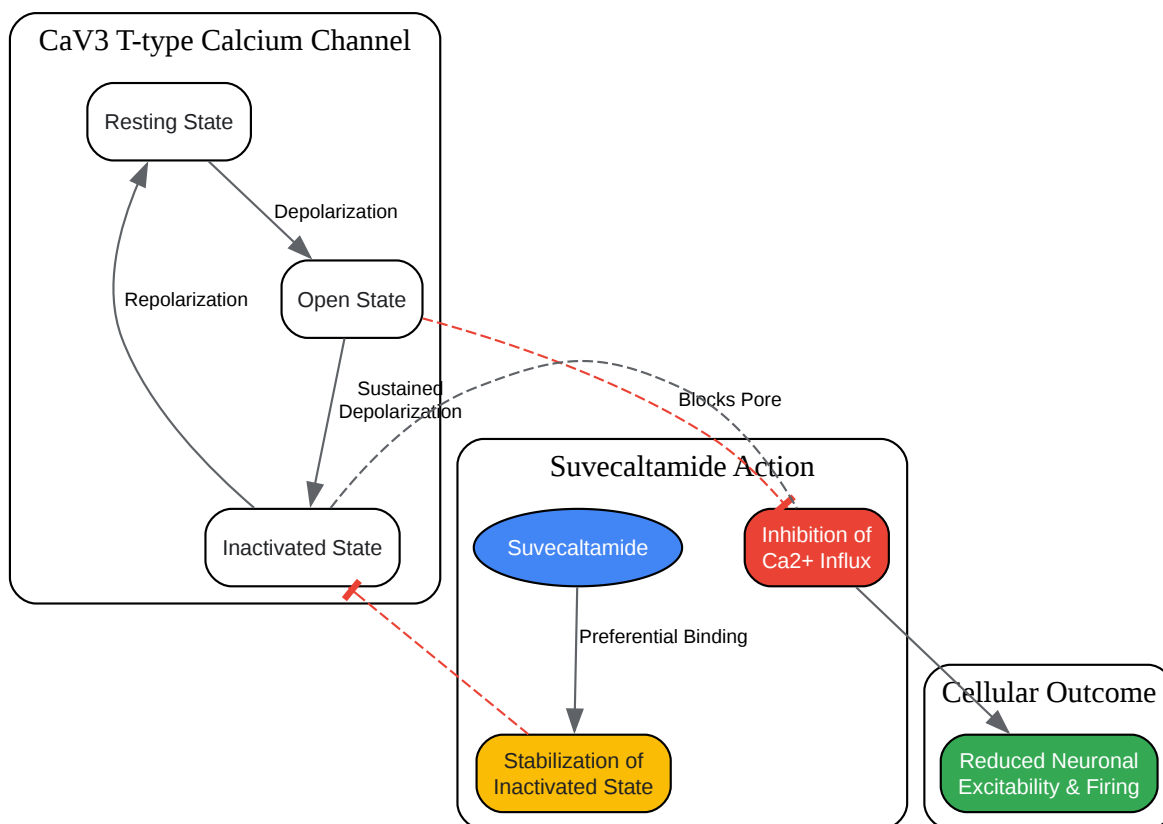 CaV3 T-type Calcium Channel
Resting State
Depolarization
Open State
Repolarization
Sustained
Depolarization
Blocks Pore
Inactivated State
Suvecaltamide Action
Suvecaltamide
Inhibition of
Ca2+ Influx
Preferential Binding
Stabilization of
Inactivated State
Cellular Outcome
Reduced Neuronal
Excitability & Firing